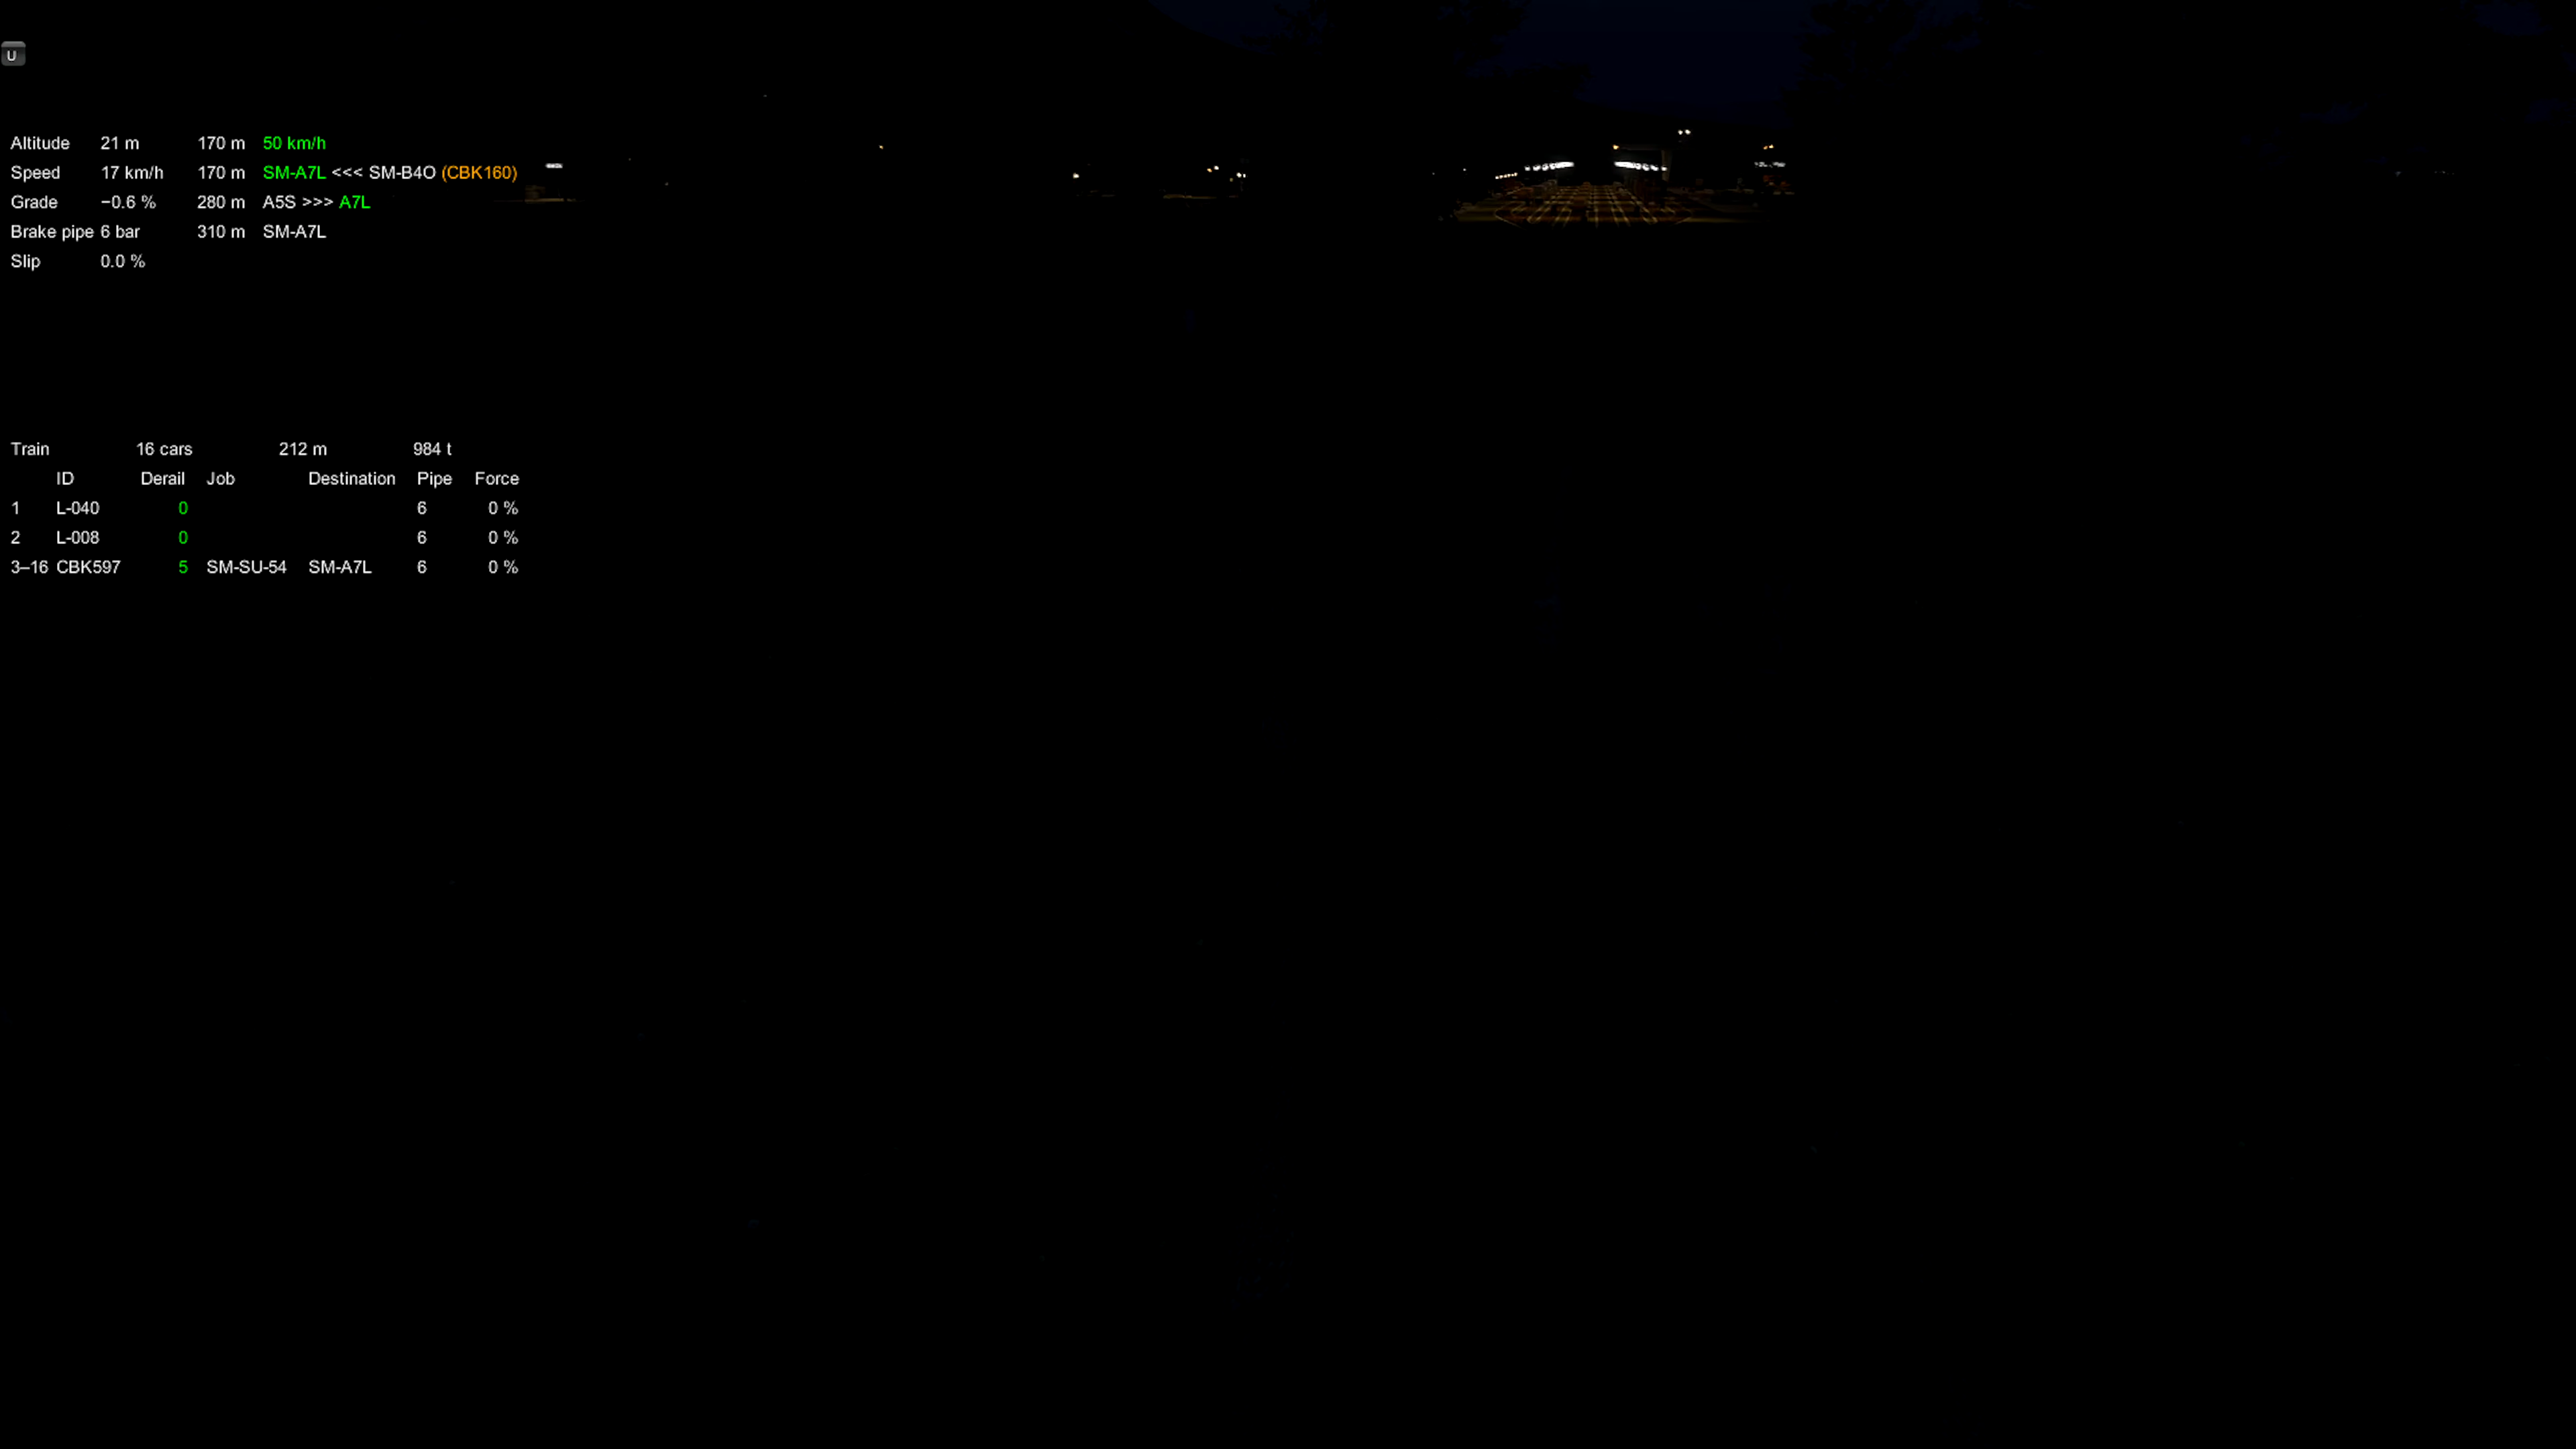 U
Altitude 21 m 170 m 50 km/h
Speed 17 km/h 170 m SM-A7L <<< SM-B4O (CBK160)
Grade −0.6 % 280 m A5S >>> A7L
Brake pipe 6 bar 310 m SM-A7L
Slip 0.0 %
Train 16 cars 212 m 984 t
ID Derail Job Destination Pipe Force
1 L-040 0 6 0 %
2 L-008 0 6 0 %
3–16 CBK597 5 SM-SU-54 SM-A7L 6 0 %